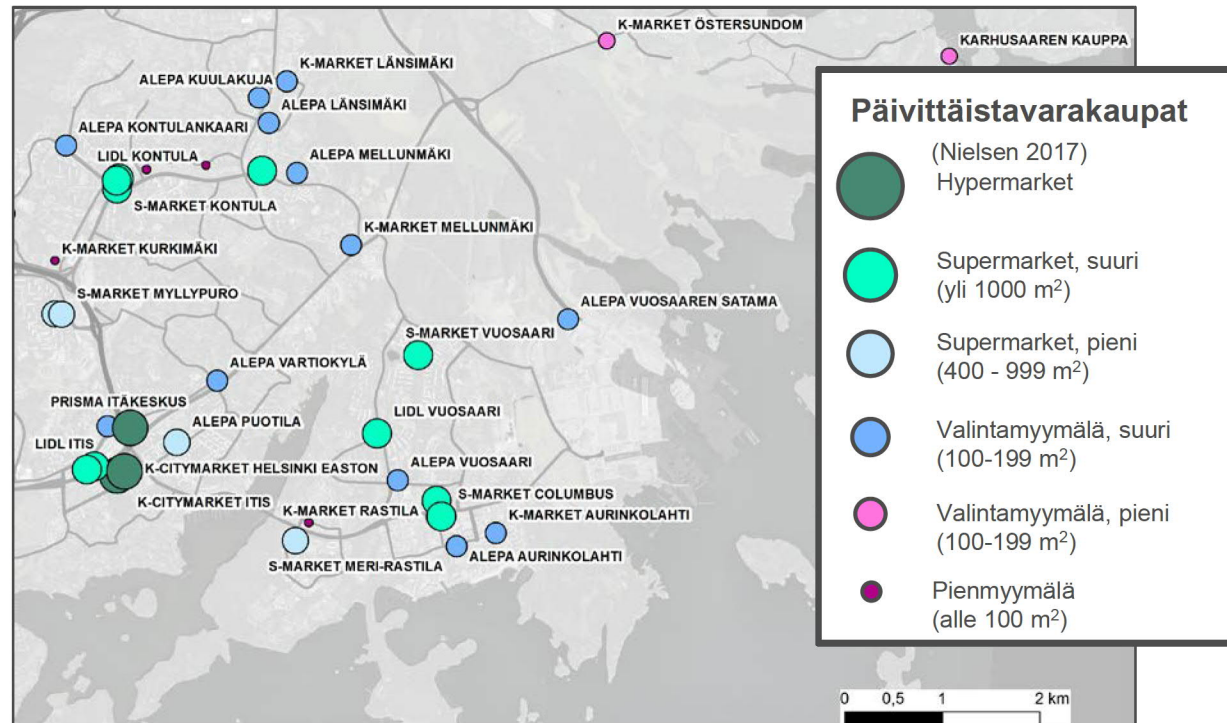 K-MARKET ÖSTERSUNDOM
KARHUSAAREN KAUPPA
K-MARKET LÄNSIMÄKI
ALEPA KUULAKUJA
ALEPA LÄNSIMÄKI
ALEPA KONTULANKAARI
LIDL KONTULA
ALEPA MELLUNMÄKI
S-MARKET KONTULA
K-MARKET MELLUNMÄKI
K-MARKET KURKIMÄKI
S-MARKET MYLLYPURO
ALEPA VUOSAAREN SATAMA
S-MARKET VUOSAARI
ALEPA VARTIOKYLÄ
PRISMA ITÄKESKUS
ALEPA PUOTILA
LIDL VUOSAARI
LIDL ITIS
K-CITYMARKET HELSINKI EASTON
ALEPA VUOSAARI
K-CITYMARKET ITIS
S-MARKET COLUMBUS
K-MARKET RASTILA
K-MARKET AURINKOLAHTI
S-MARKET MERI-RASTILA
ALEPA AURINKOLAHTI
Päivittäistavarakaupat
(Nielsen 2017)
Hypermarket
Supermarket, suuri
(yli 1000 m²)
Supermarket, pieni
(400 - 999 m²)
Valintamyymälä, suuri
(100-199 m²)
Valintamyymälä, pieni
(100-199 m²)
Pienmyymälä
(alle 100 m²)
0 0,5 1 2 km